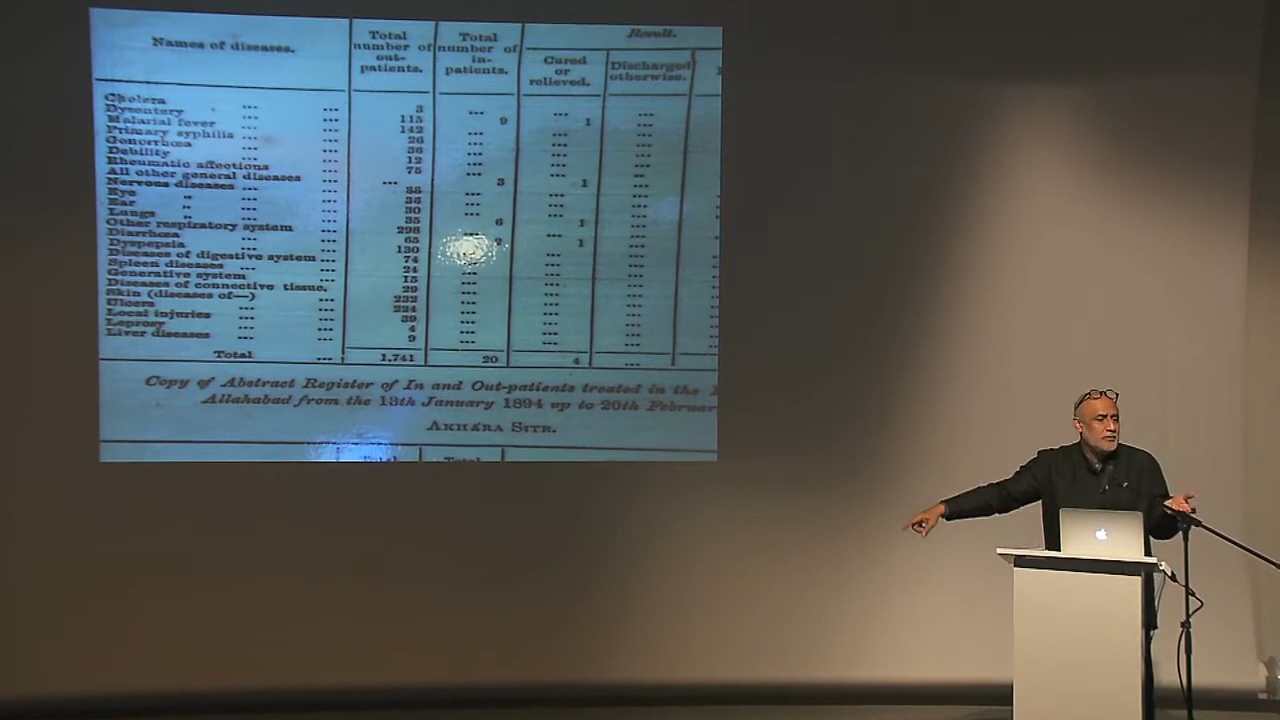 Names of diseases.
Total number of out-patients.
Total number of in-patients.
Result.
Cured or relieved.
Discharged otherwise.
Cholera ... ... 3 ... ... ...
Dysentery ... ... 115 9 1 ...
Malarial fever ... ... 142 ... ... ...
Primary syphilis ... ... 26 ... ... ...
Gonorrhœa ... ... 36 ... ... ...
Debility ... ... 12 ... ... ...
Rheumatic affections ... 75 ... ... ...
All other general diseases ... ... 3 1 ...
Nervous diseases ... ... 88 ... ... ...
Eye „ ... 36 ... ... ...
Ear „ ... 30 ... ... ...
Lungs „ ... 35 6 1 ...
Other respiratory system ... 298 ... ... ...
Diarrhœa ... ... 65 1 ...
Dyspepsia ... ... 130 ... ... ...
Diseases of digestive system ... 74 ... ... ...
Spleen diseases ... ... 24 ... ... ...
Generative system ... 15 ... ... ...
Diseases of connective tissue. ... 29 ... ... ...
Skin (diseases of—) ... 232 ... ... ...
Ulcers ... ... 224 ... ... ...
Local injuries ... ... 39 ... ... ...
Leprosy ... ... 4 ... ... ...
Liver diseases ... ... 9 ... ... ...
Total ... 1,741 20 4 ...
Copy of Abstract Register of In and Out-patients treated in the
Allahabad from the 13th January 1894 up to 20th Februar
AKHÁRA SITE.
Total Total